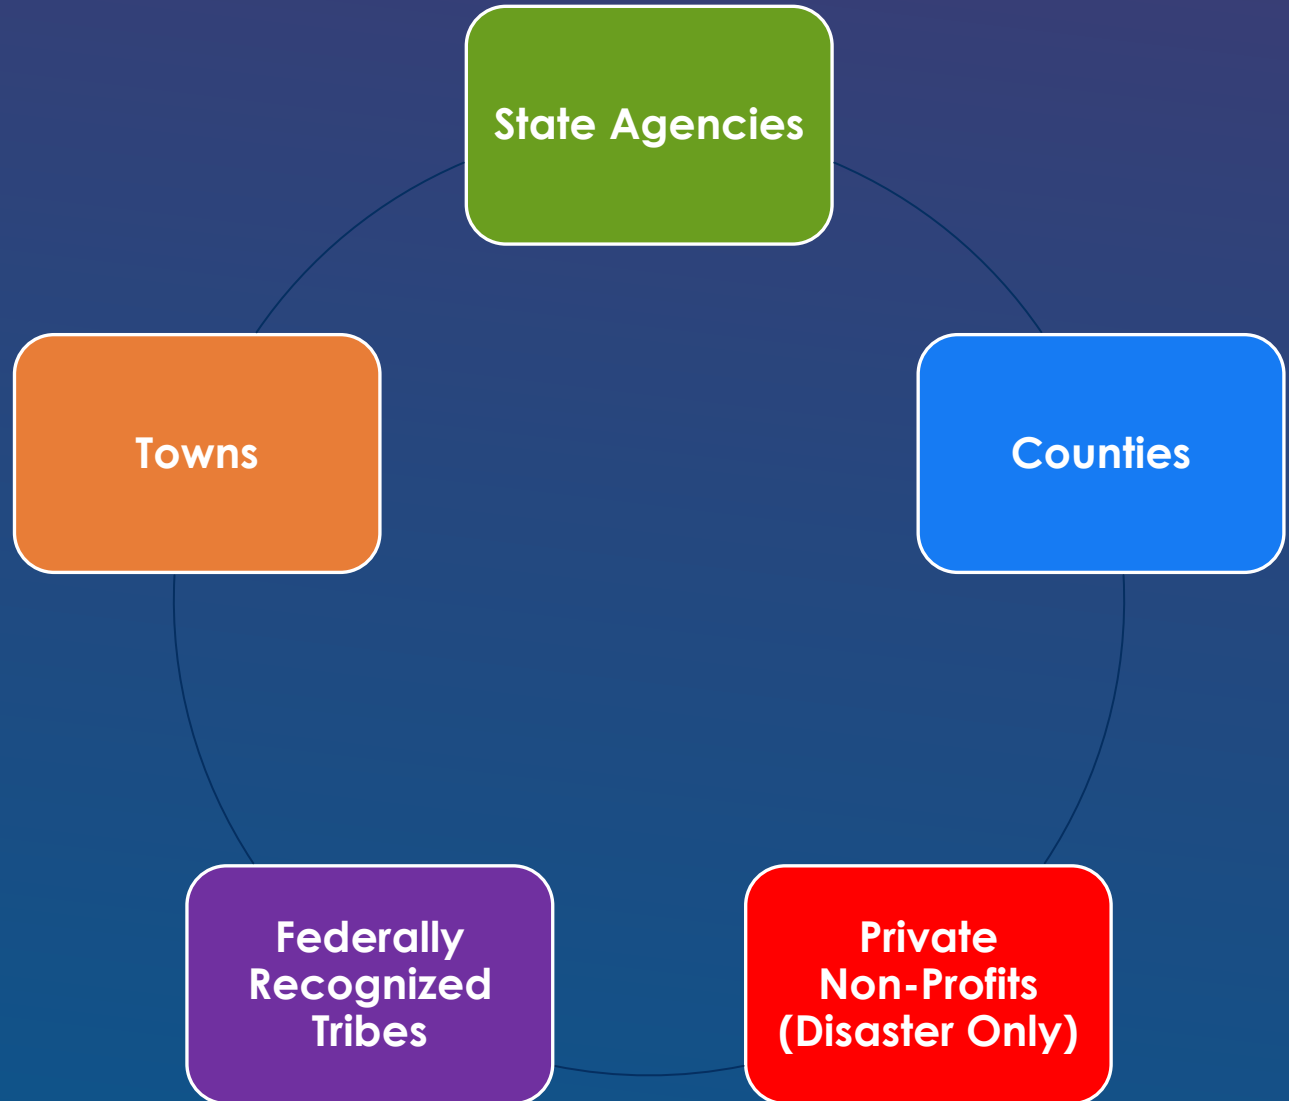 State Agencies
Towns
Counties
Federally
Recognized
Tribes
Private
Non-Profits
(Disaster Only)